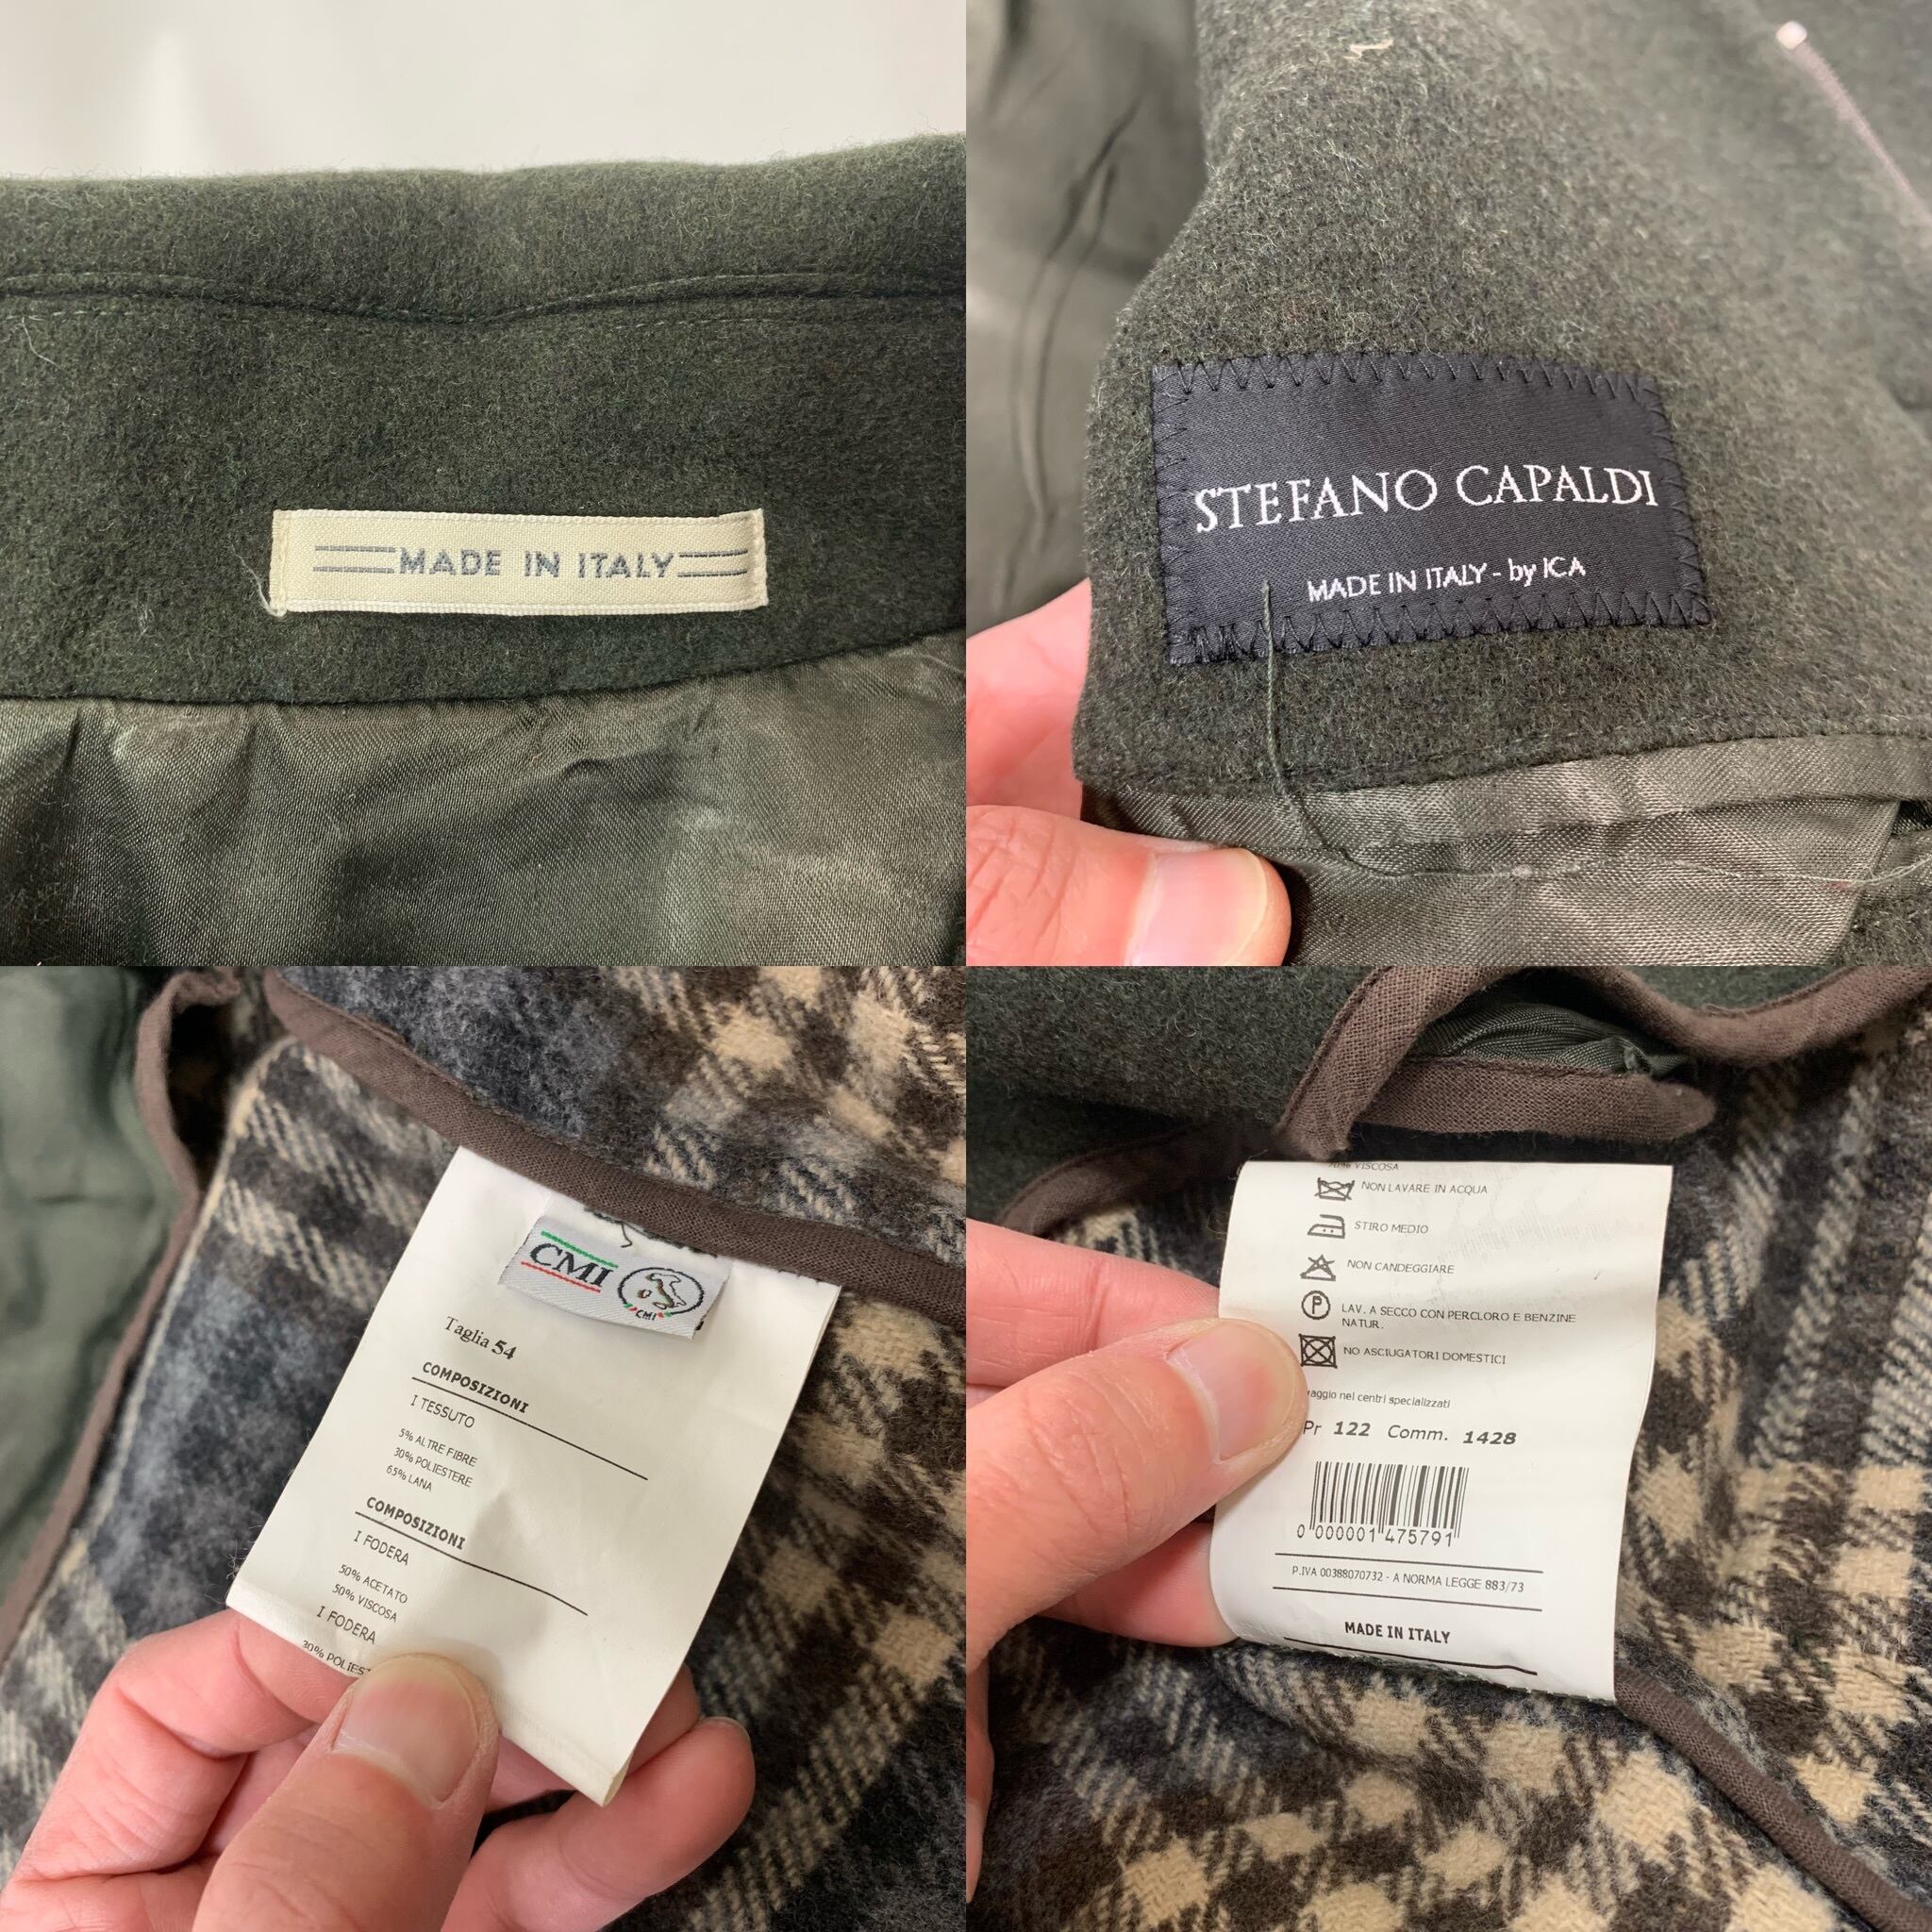 MADE IN ITALY
STEFANO CAPALDI
MADE IN ITALY - by ICA
CMI
CMI
Taglia 54
COMPOSIZIONI
I TESSUTO
5% ALTRE FIBRE
30% POLIESTERE
65% LANA
COMPOSIZIONI
I FODERA
50% ACETATO
50% VISCOSA
I FODERA
30%
VISCOSA
NON LAVARE IN ACQUA
STIRO MEDIO
NON CANDEGGIARE
P
LAV. A SECCO CON PERCLORO E BENZINE
NATUR.
NO ASCIUGATORI DOMESTICI
nei centri specializzati
Pr 122 Comm. 1428
0 000001 475791
P.IVA 00388070732 - A NORMA LEGGE 883/73
MADE IN ITALY